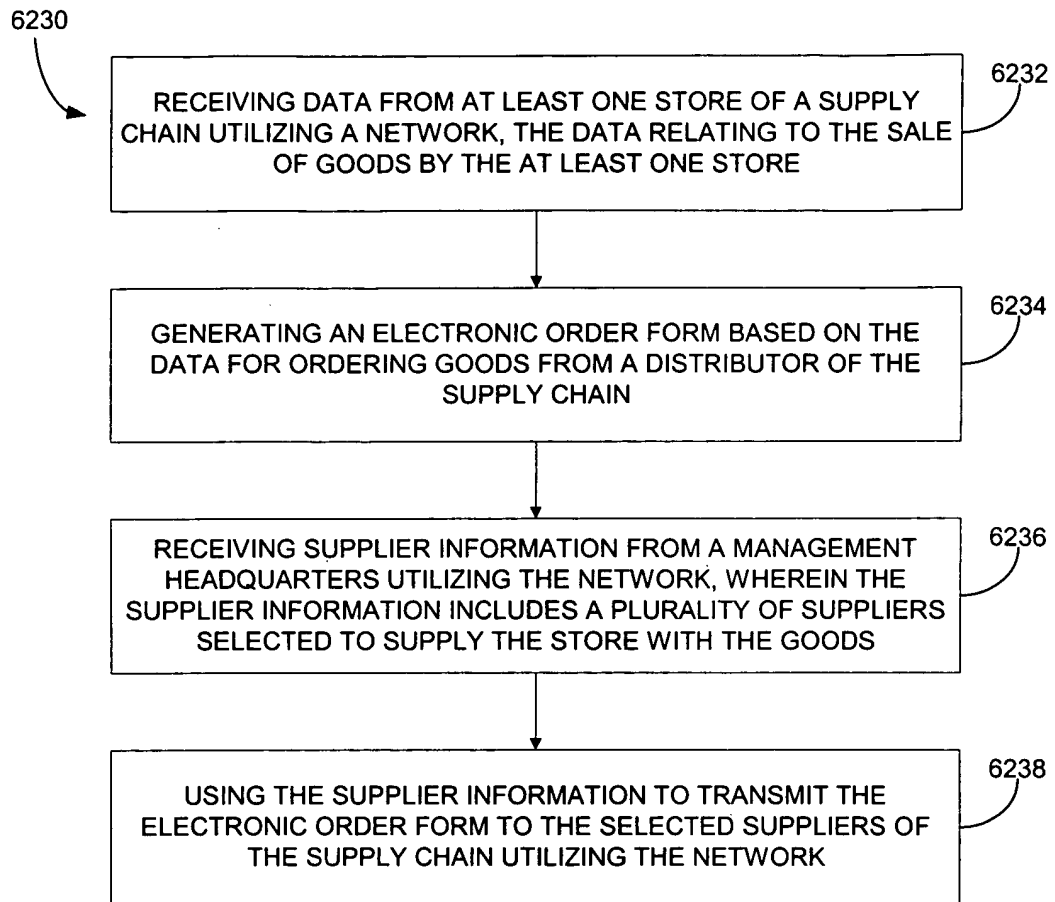 6230
6232
RECEIVING DATA FROM AT LEAST ONE STORE OF A SUPPLY
CHAIN UTILIZING A NETWORK, THE DATA RELATING TO THE SALE
OF GOODS BY THE AT LEAST ONE STORE
6234
GENERATING AN ELECTRONIC ORDER FORM BASED ON THE
DATA FOR ORDERING GOODS FROM A DISTRIBUTOR OF THE
SUPPLY CHAIN
6236
RECEIVING SUPPLIER INFORMATION FROM A MANAGEMENT
HEADQUARTERS UTILIZING THE NETWORK, WHEREIN THE
SUPPLIER INFORMATION INCLUDES A PLURALITY OF SUPPLIERS
SELECTED TO SUPPLY THE STORE WITH THE GOODS
6238
USING THE SUPPLIER INFORMATION TO TRANSMIT THE
ELECTRONIC ORDER FORM TO THE SELECTED SUPPLIERS OF
THE SUPPLY CHAIN UTILIZING THE NETWORK